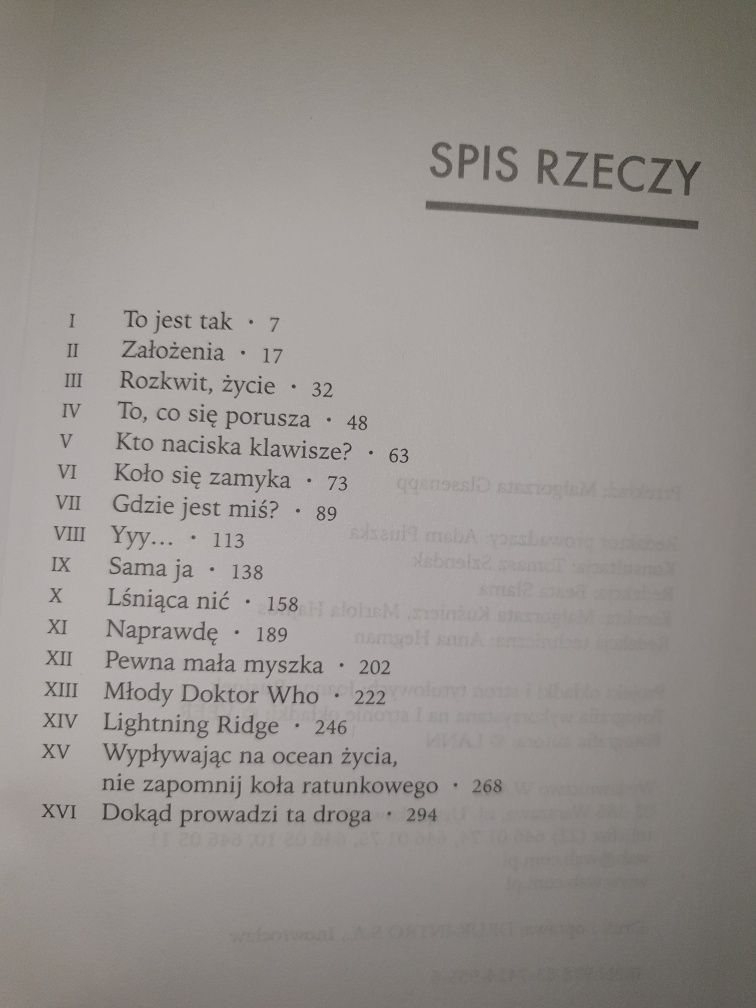 SPIS RZECZY
I To jest tak • 7
II Założenia • 17
III Rozkwit, życie • 32
IV To, co się porusza • 48
V Kto naciska klawisze? • 63
VI Koło się zamyka • 73
VII Gdzie jest miś? • 89
VIII Yyy... • 113
IX Sama ja • 138
X Lśniąca nić • 158
XI Naprawdę • 189
XII Pewna mała myszka • 202
XIII Młody Doktor Who • 222
XIV Lightning Ridge • 246
XV Wypływając na ocean życia,
nie zapomnij koła ratunkowego • 268
XVI Dokąd prowadzi ta droga • 294